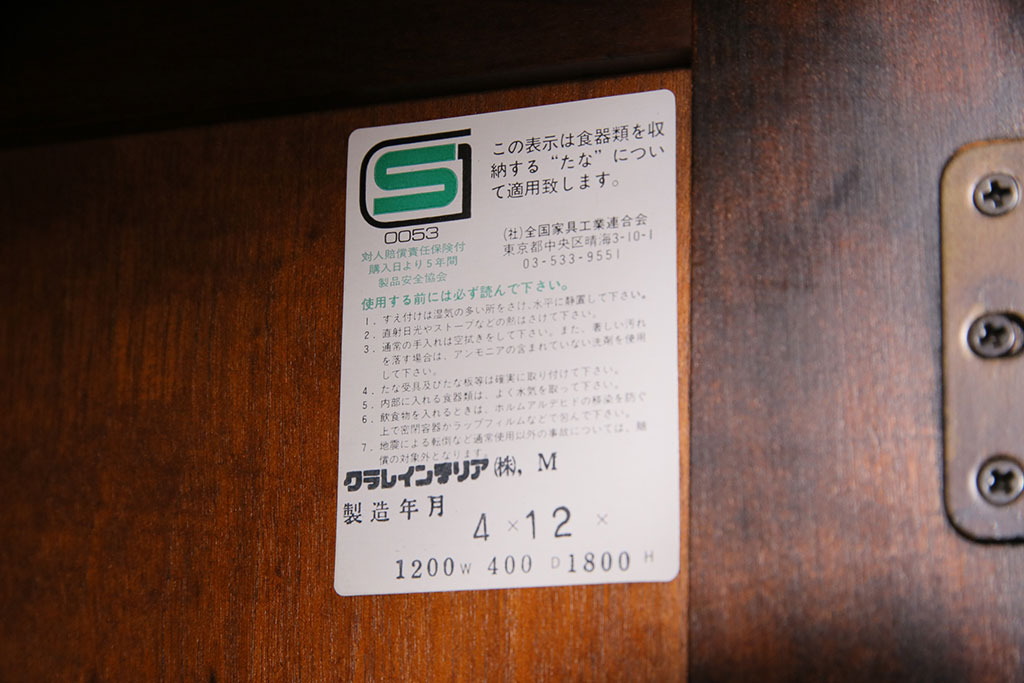 S
0053
対人賠償責任保険付
購入日より5年間
製品安全協会
この表示は食器類を収
納する“たな”につい
て適用致します。
(社)全国家具工業連合会
東京都中央区晴海3-10-1
03-533-9551
使用する前には必ず読んで下さい。
1. すえ付けは湿気の多い所をさけ、水平に静置して下さい。
2. 直射日光やストーブなどの熱はさけて下さい。
3. 通常の手入れは空拭きをして下さい。また、著しい汚れ
を落す場合は、アンモニアの含まれていない洗剤を使用
して下さい。
4. たな受具及びたな板等は確実に取り付けて下さい。
5. 内部に入れる食器類は、よく水気を取って下さい。
6. 飲食物を入れるときは、ホルムアルデヒドの移染を防ぐ
上で密閉容器かラップフィルムなどで包んで下さい。
7. 地震による転倒など通常使用以外の事故については、賠
償の対象外となります。
クラレインテリア(株), M
製造年月
4 × 12 ×
1200W 400 D1800 H